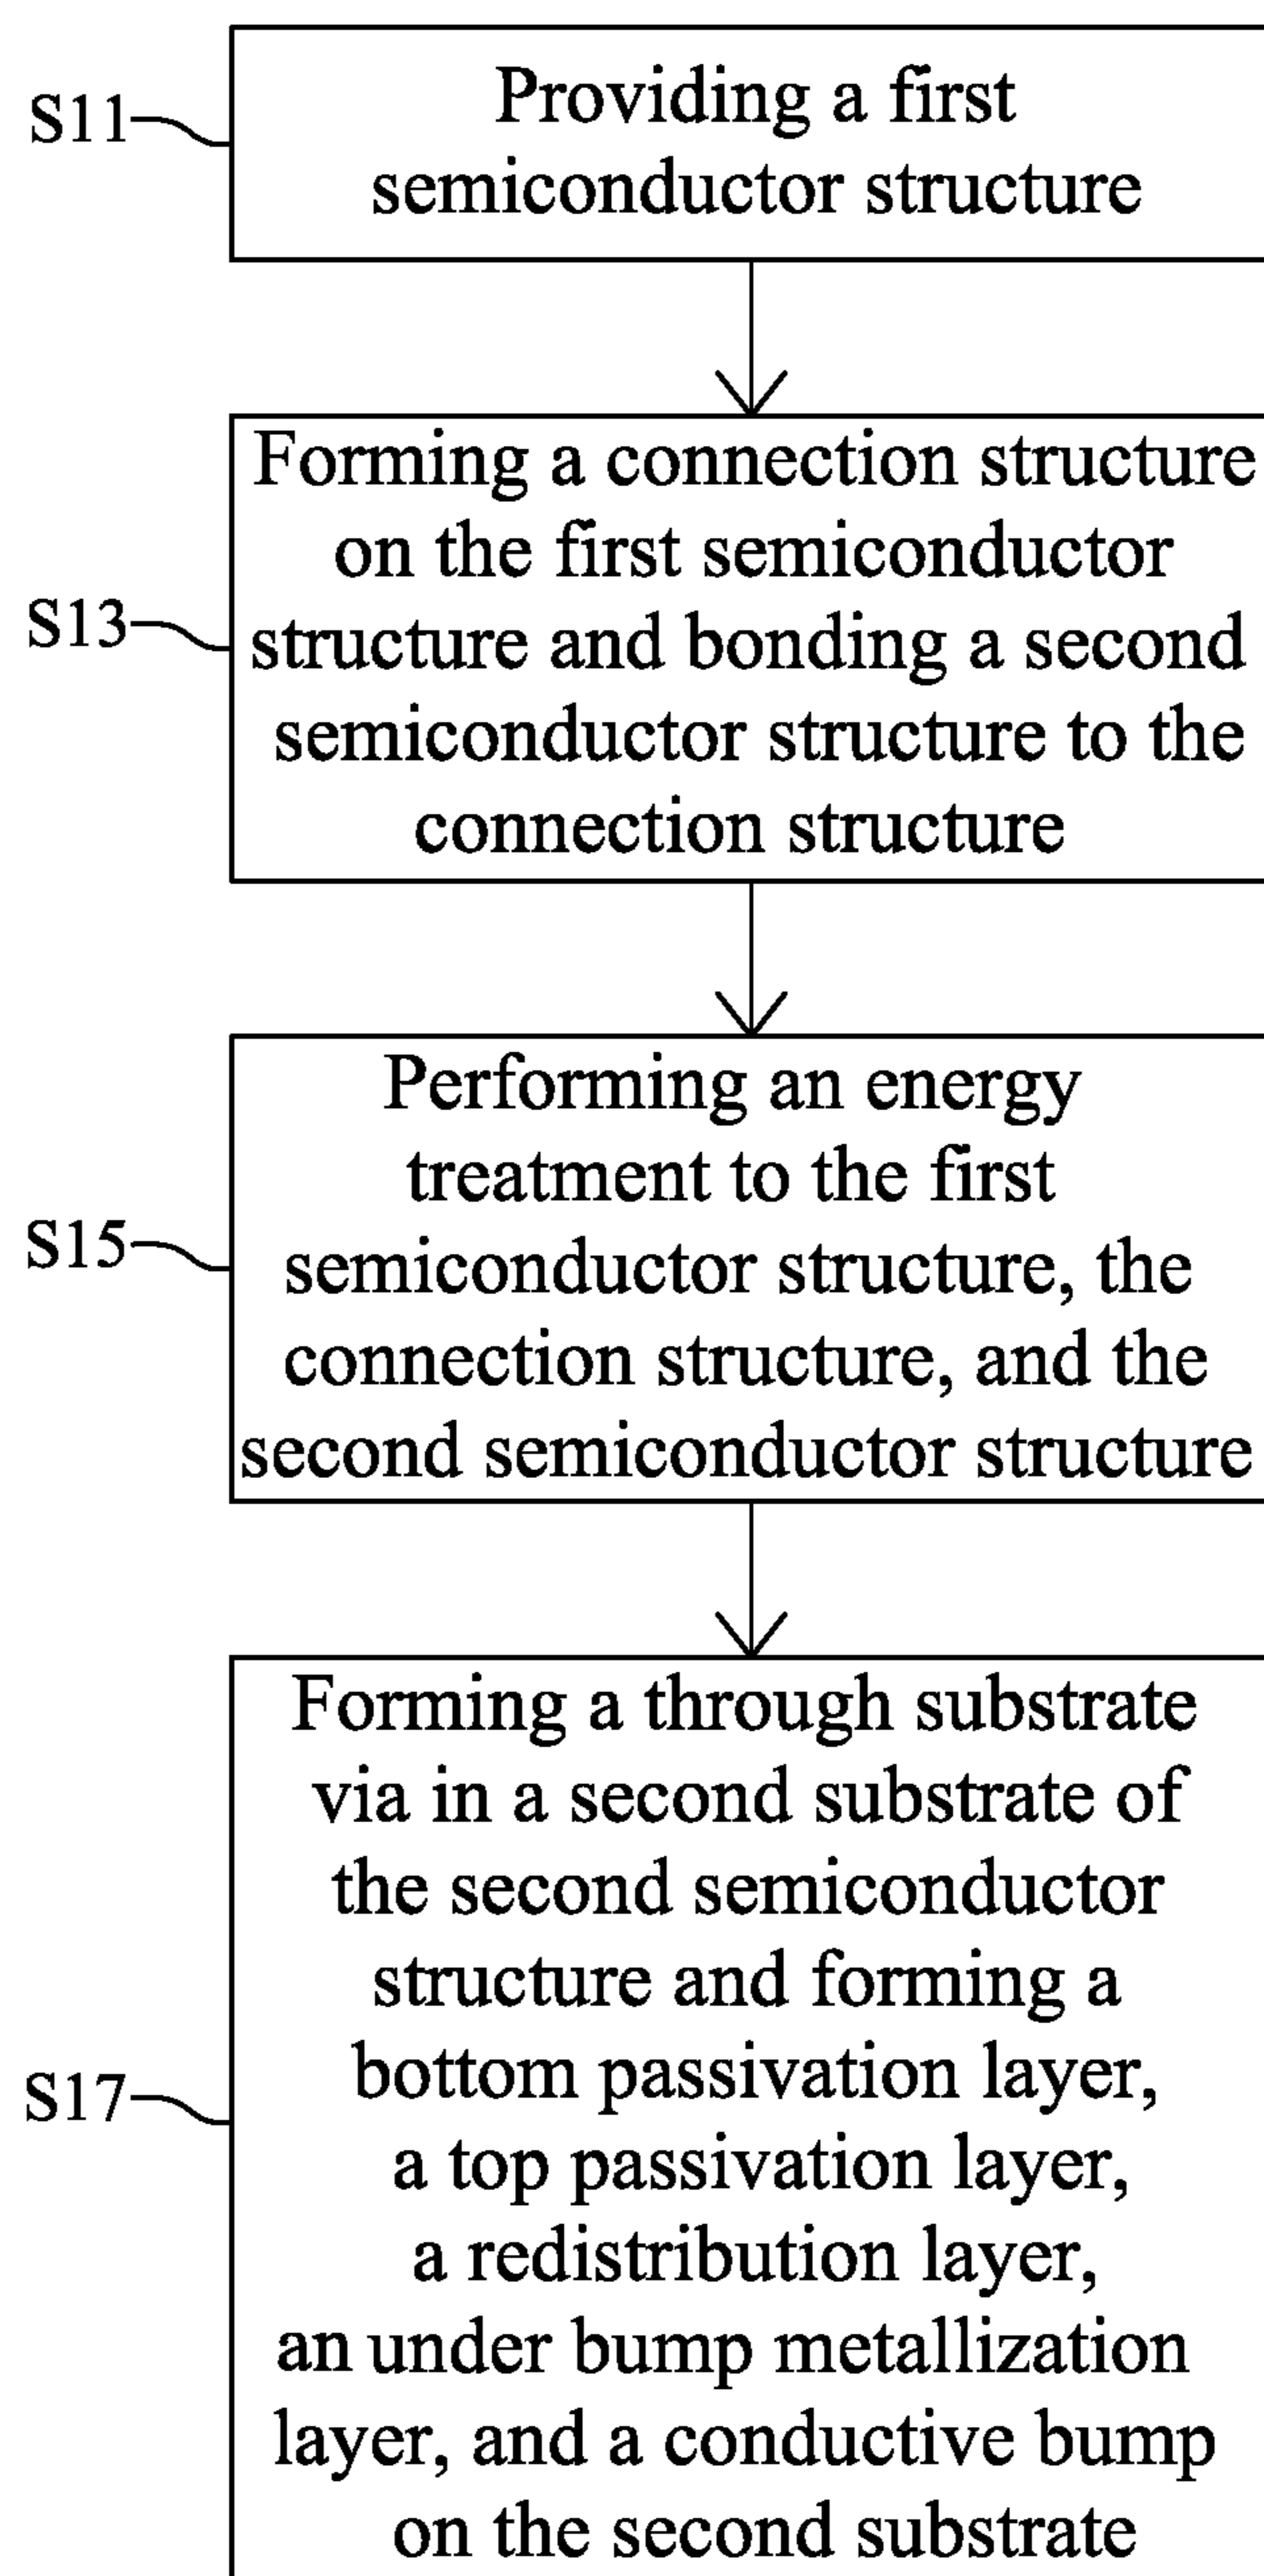 S11
Providing a first
semiconductor structure
S13
Forming a connection structure
on the first semiconductor
structure and bonding a second
semiconductor structure to the
connection structure
S15
Performing an energy
treatment to the first
semiconductor structure, the
connection structure, and the
second semiconductor structure
S17
Forming a through substrate
via in a second substrate of
the second semiconductor
structure and forming a
bottom passivation layer,
a top passivation layer,
a redistribution layer,
an under bump metallization
layer, and a conductive bump
on the second substrate